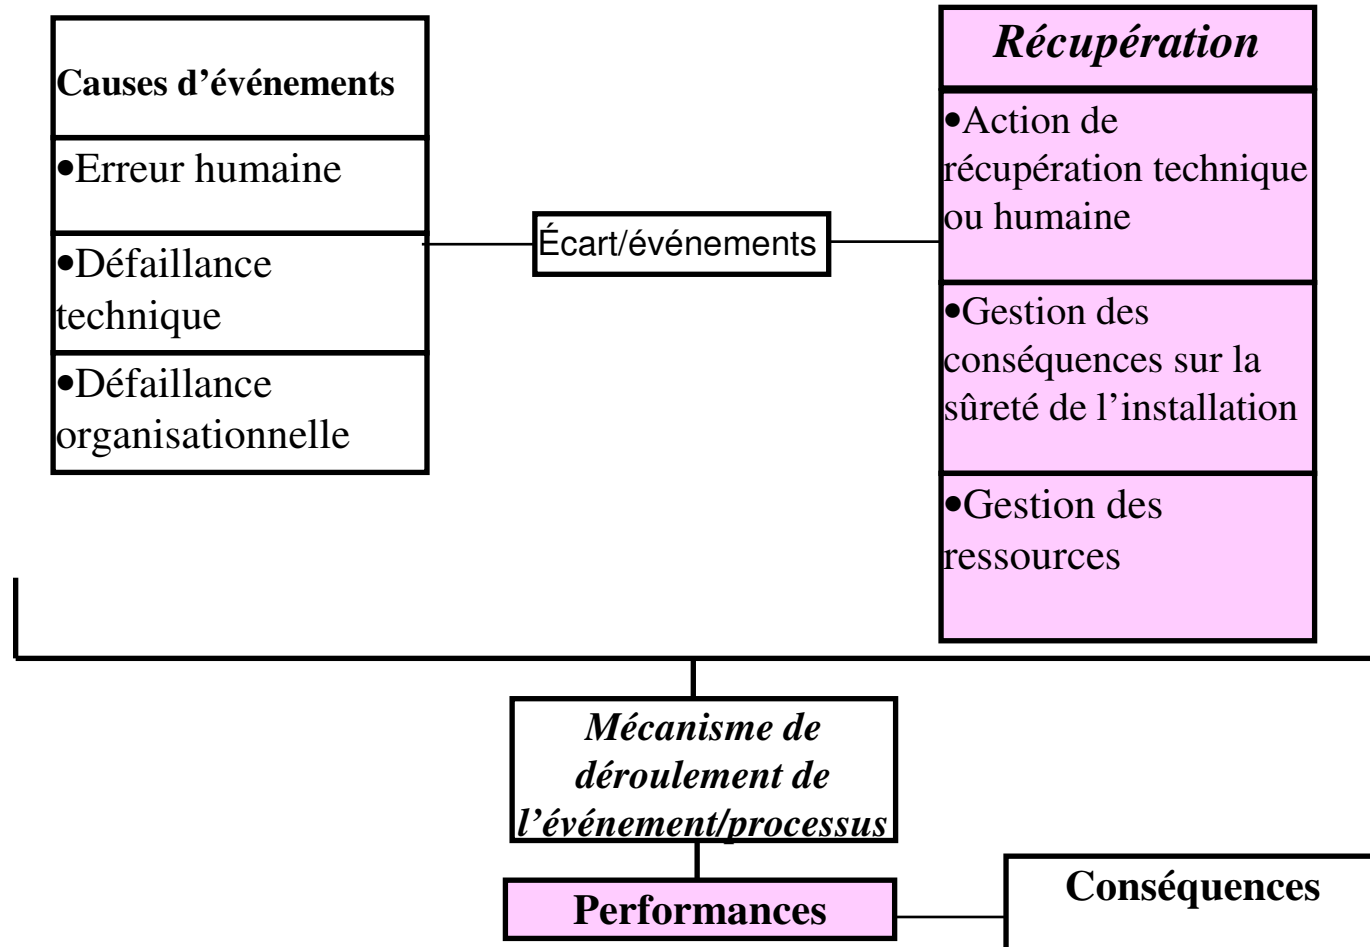 Causes d’événements
•Erreur humaine
•Défaillance
technique
•Défaillance
organisationnelle
Écart/événements
Récupération
•Action de
récupération technique
ou humaine
•Gestion des
conséquences sur la
sûreté de l’installation
•Gestion des
ressources
Mécanisme de
déroulement de
l’événement/processus
Performances
Conséquences